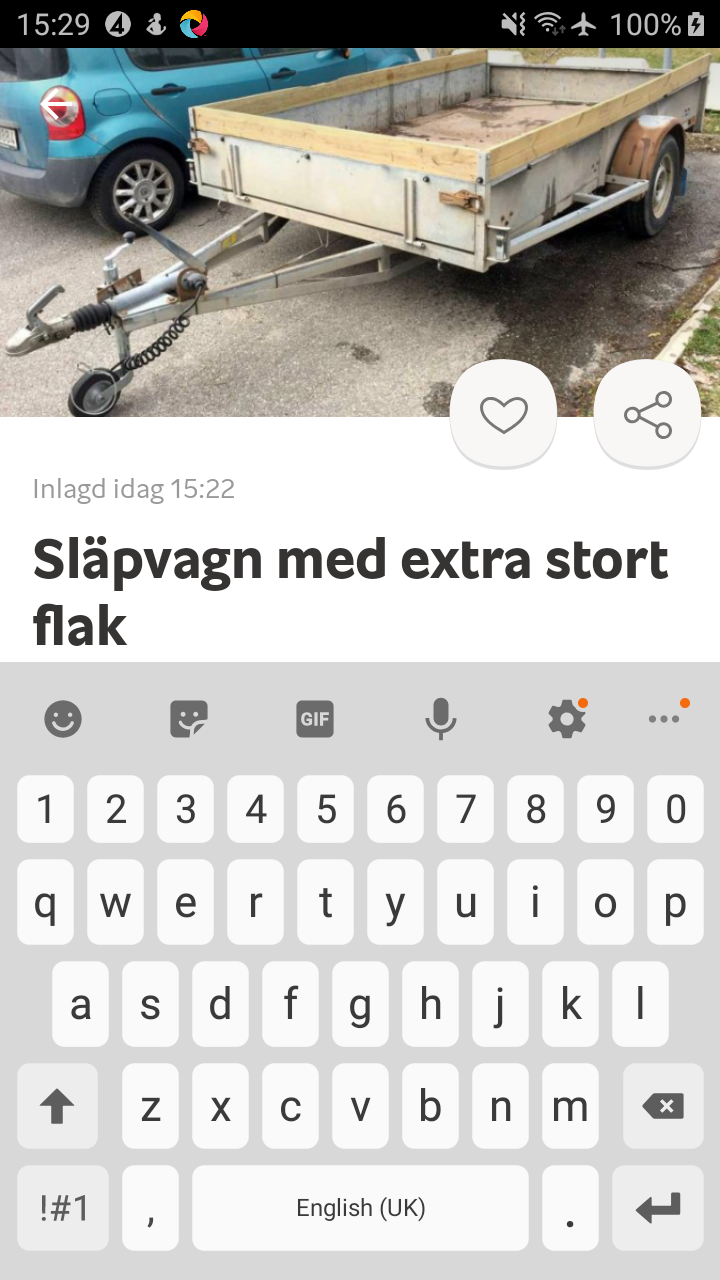 15:29
100%
Inlagd idag 15:22
Släpvagn med extra stort
flak
GIF
1 2 3 4 5 6 7 8 9 0
q w e r t y u i o p
a s d f g h j k l
z x c v b n m
!#1 , English (UK) .